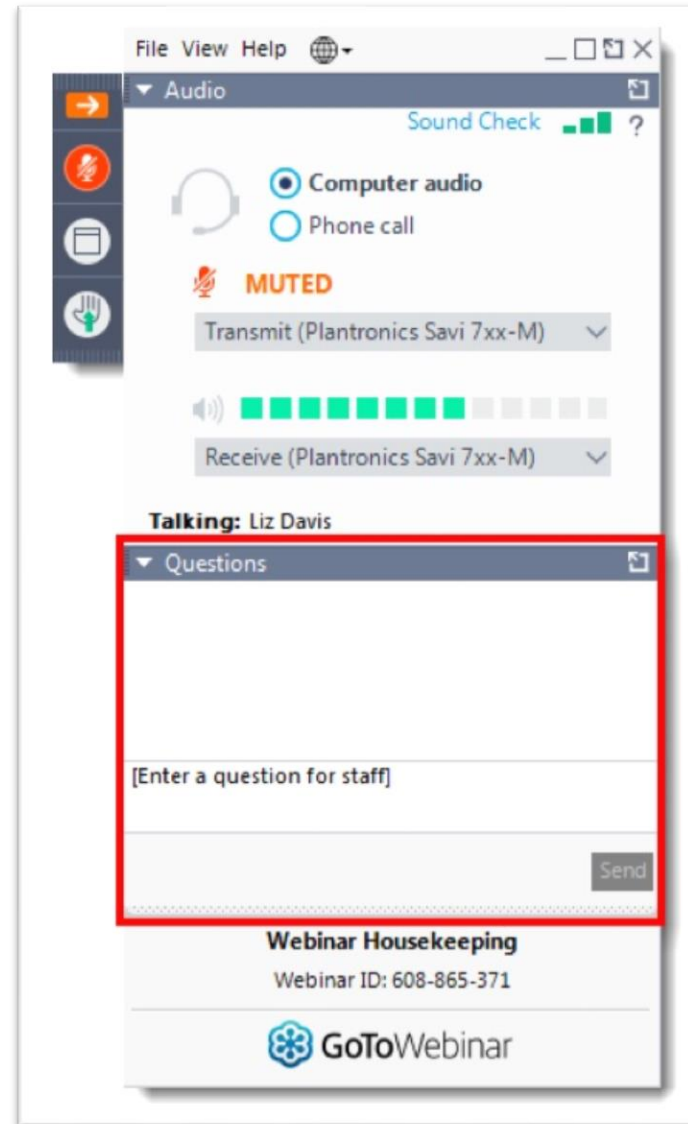 File View Help
Audio
Sound Check ?
Computer audio
Phone call
MUTED
Transmit (Plantronics Savi 7xx-M)
Receive (Plantronics Savi 7xx-M)
Talking: Liz Davis
Questions
[Enter a question for staff]
Send
Webinar Housekeeping
Webinar ID: 608-865-371
GoToWebinar